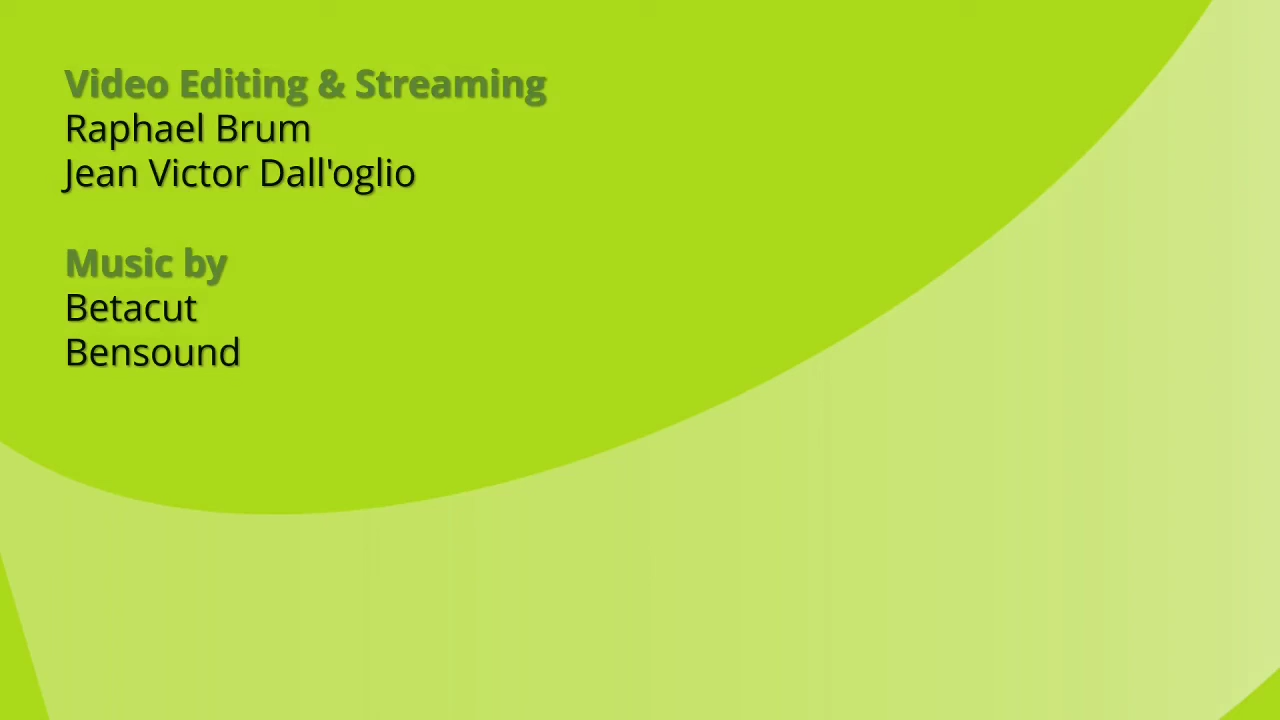 Video Editing & Streaming
Raphael Brum
Jean Victor Dall'oglio
Music by
Betacut
Bensound